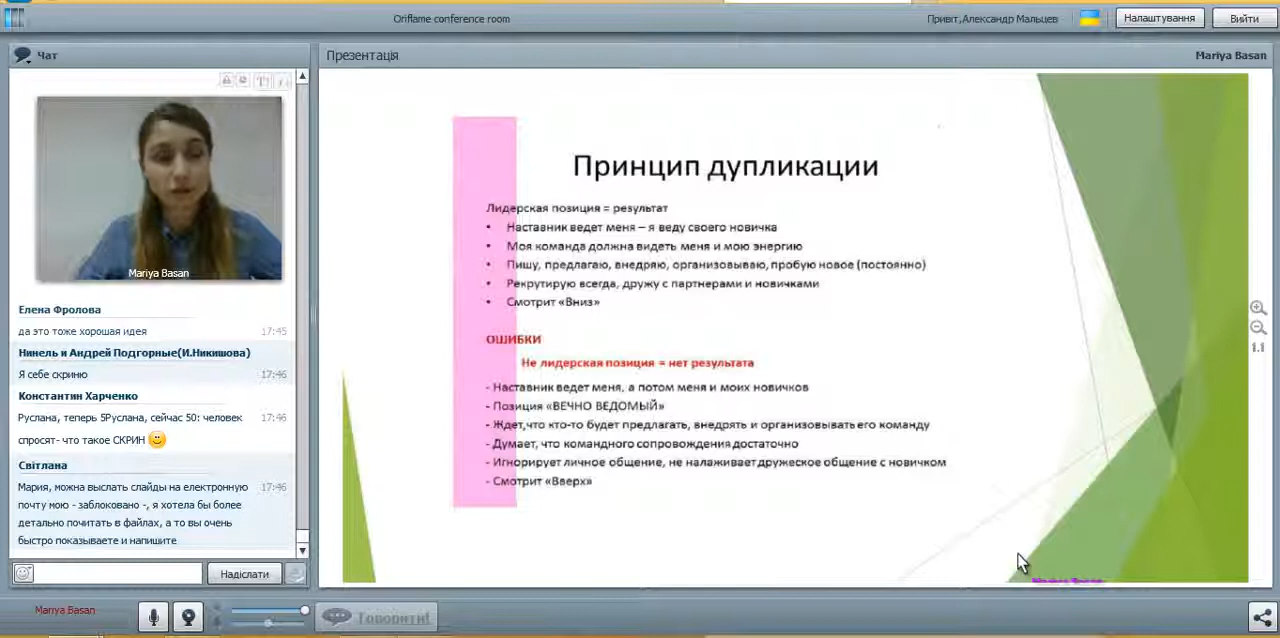 Oriflame conference room
Привіт,Александр Мальцев
Налаштування
Вийти
Чат
Mariya Basan
Елена Фролова
да это тоже хорошая идея 17:45
Нинель и Андрей Подгорные(И.Никишова)
Я себе скриню 17:46
Константин Харченко
Руслана, теперь 5Руслана, сейчас 50: человек 17:46
спросят- что такое СКРИН
Світлана
Мария, можна выслать слайды на електронную 17:46
почту мою - заблоковано -, я хотела бы более
детально почитать в файлах, а то вы очень
быстро показываете и напишите
Надіслати
Презентація
Mariya Basan
Принцип дупликации
Лидерская позиция = результат
• Наставник ведет меня – я веду своего новичка
• Моя команда должна видеть меня и мою энергию
• Пишу, предлагаю, внедряю, организовываю, пробую новое (постоянно)
• Рекрутирую всегда, дружу с партнерами и новичками
• Смотрит «Вниз»
ОШИБКИ
Не лидерская позиция = нет результата
- Наставник ведет меня, а потом меня и моих новичков
- Позиция «ВЕЧНО ВЕДОМЫЙ»
- Ждет,что кто-то будет предлагать, внедрять и организовывать его команду
- Думает, что командного сопровождения достаточно
- Игнорирует личное общение, не налаживает дружеское общение с новичком
- Смотрит «Вверх»
1.1
Mariya Basan
Mariya Basan
Говорити!